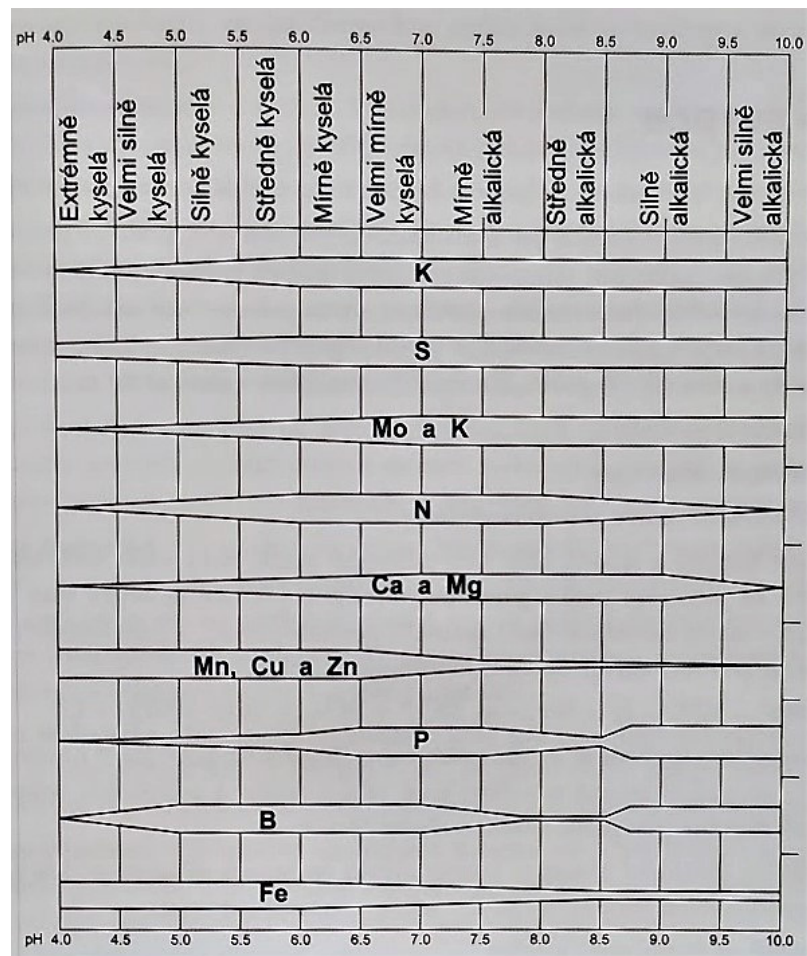 pH 4.0 4.5 5.0 5.5 6.0 6.5 7.0 7.5 8.0 8.5 9.0 9.5 10.0
Extrémně
kyselá
Velmi silně
kyselá
Silně kyselá
Středně kyselá
Mírně kyselá
Velmi mírně
kyselá
Mírně
alkalická
Středně
alkalická
Silně
alkalická
Velmi silně
alkalická
K
S
Mo a K
N
Ca a Mg
Mn, Cu a Zn
P
B
Fe
pH 4.0 4.5 5.0 5.5 6.0 6.5 7.0 7.5 8.0 8.5 9.0 9.5 10.0